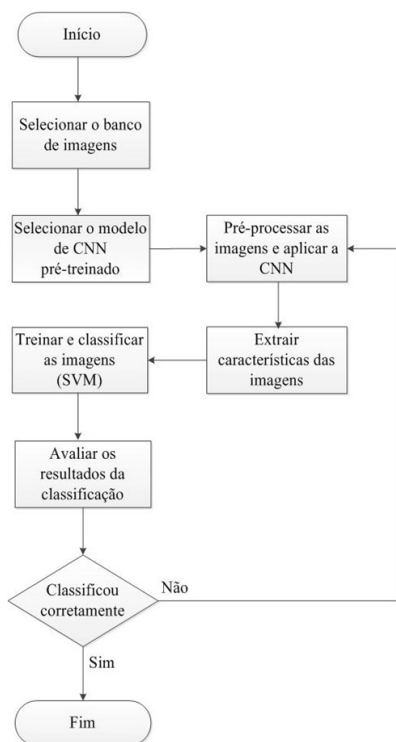 Início
Selecionar o banco
de imagens
Selecionar o modelo
de CNN
pré-treinado
Pré-processar as
imagens e aplicar a
CNN
Extrair
características das
imagens
Treinar e classificar
as imagens
(SVM)
Avaliar os
resultados da
classificação
Classificou
corretamente
Não
Sim
Fim